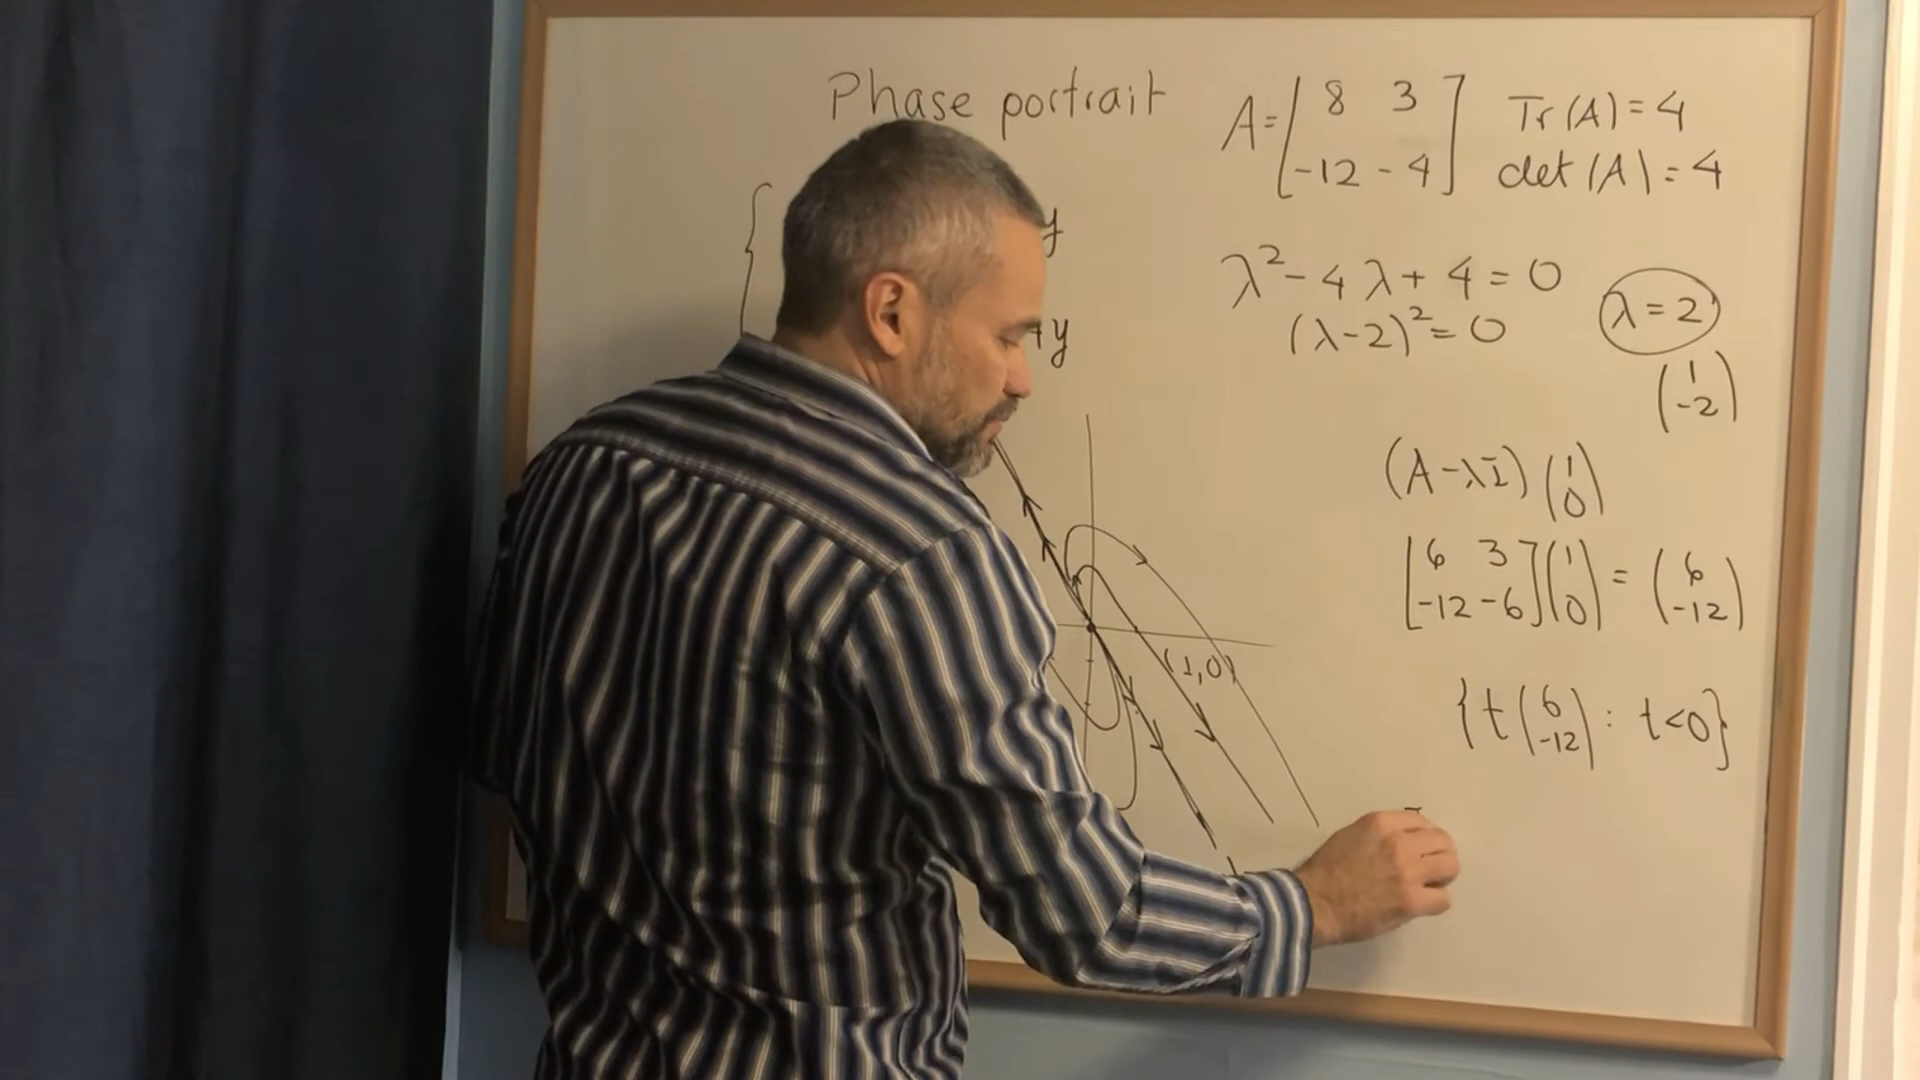 Phase portrait
A = [ 8 3
-12 -4 ]
Tr(A) = 4
det(A) = 4
y
4y
λ² - 4λ + 4 = 0
(λ-2)² = 0
λ = 2
( 1
-2 )
(A-λI) ( 1
0 )
[ 6 3
-12 -6 ] ( 1
0 ) = ( 6
-12 )
(1,0)
{ t ( 6
-12 ) : t<0 }